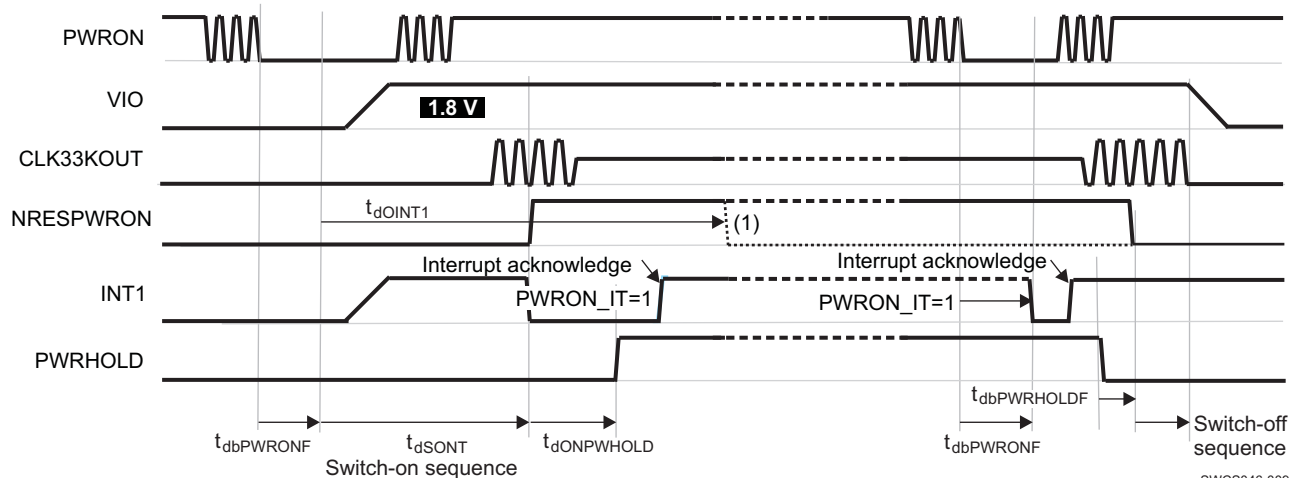 PWRON
VIO
1.8 V
CLK33KOUT
NRESPWRON
tdOINT1
(1)
Interrupt acknowledge
Interrupt acknowledge
INT1
PWRON_IT=1
PWRON_IT=1
PWRHOLD
tdbPWRHOLDF
tdbPWRONF
tdSONT
tdONPWHOLD
tdbPWRONF
Switch-off
sequence
Switch-on sequence